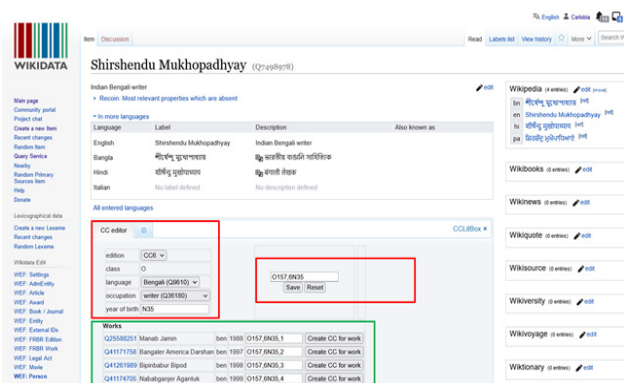 English Carlobia
WIKIDATA
Item Discussion
Read Labels list View history More
Shirshendu Mukhopadhyay (Q7498978)
Indian Bengali writer
edit
Recoin: Most relevant properties which are absent
In more languages
Language Label Description Also known as
English Shirshendu Mukhopadhyay Indian Bengali writer
Bangla শীর্ষেন্দু মুখোপাধ্যায় ভারতীয় বাঙালি সাহিত্যিক
Hindi शीर्षेन्दु मुखोपाध्याय बंगाली लेखक
Italian No label defined No description defined
All entered languages
Main page
Community portal
Project chat
Create a new Item
Recent changes
Random Item
Query Service
Nearby
Random Primary
Sources item
Help
Donate
Lexicographical data
Create a new Lexeme
Recent changes
Random Lexeme
Wikidata Edit
WEF: Settings
WEF: AdmEntity
WEF: Article
WEF: Award
WEF: Book / Journal
WEF: Entity
WEF: External IDs
WEF: FRBR Edition
WEF: FRBR Work
WEF: Legal Act
WEF: Movie
WEF: Person
CC editor
CCLitBox
edition CC6
class O
language Bengali (Q9610)
occupation writer (Q36180)
year of birth N35
O157,6N35
Save Reset
Works
Q25588251 Manab Jamin ben 1988 O157,6N35,1 Create CC for work
Q41171758 Bangaler America Darshan ben 1997 O157,6N35,2 Create CC for work
Q41261989 Bipinbabur Bipod ben 1998 O157,6N35,3 Create CC for work
Q41174705 Nababganjer Agantuk ben 1999 O157,6N35,4 Create CC for work
Wikipedia (4 entries) edit
bn শীর্ষেন্দু মুখোপাধ্যায়
en Shirshendu Mukhopadhyay
hi शीर्षेन्दु मुखोपाध्याय
pa
Wikibooks (0 entries) edit
Wikinews (0 entries) edit
Wikiquote (0 entries) edit
Wikisource (0 entries) edit
Wikiversity (0 entries) edit
Wikivoyage (0 entries) edit
Wiktionary (0 entries) edit